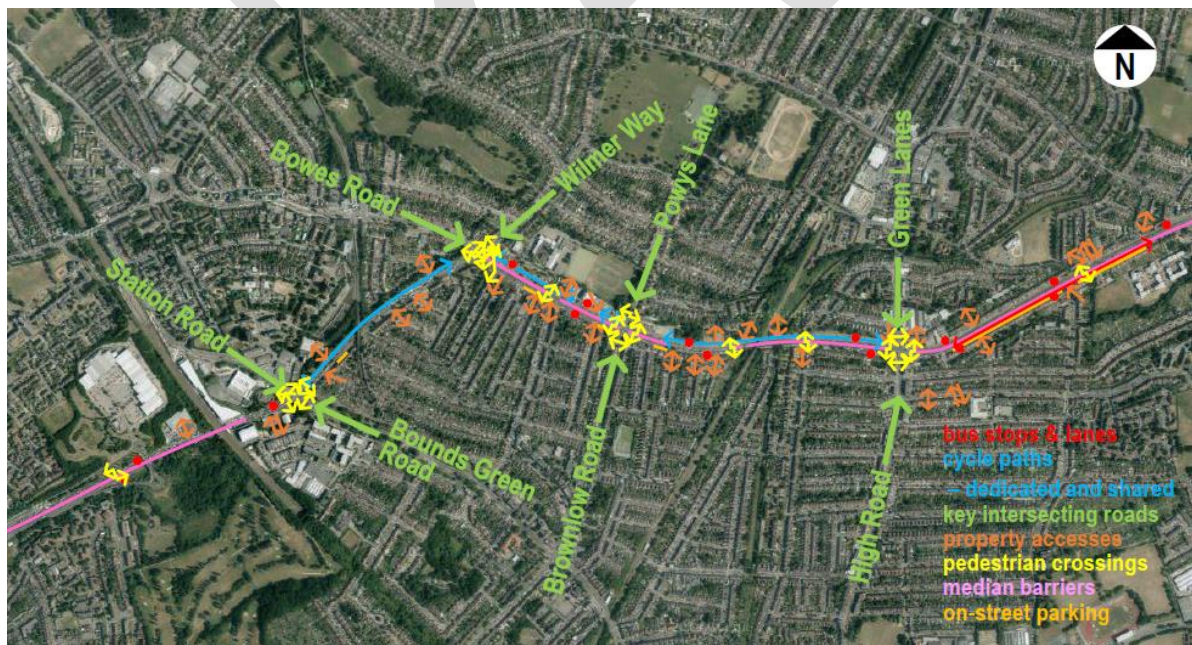 N
Bowes Road
Wilmer Way
Powys Lane
Green Lanes
Station Road
Bounds Green
Road
Brownlow Road
High Road
bus stops & lanes
cycle paths
– dedicated and shared
key intersecting roads
property accesses
pedestrian crossings
median barriers
on-street parking